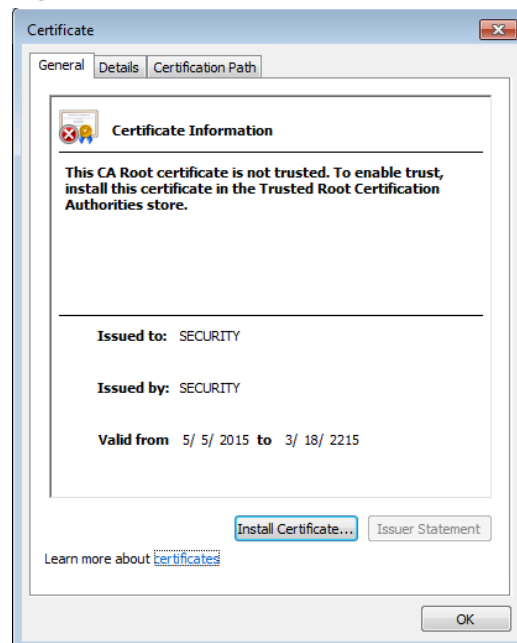 Certificate
General Details Certification Path
Certificate Information
This CA Root certificate is not trusted. To enable trust,
install this certificate in the Trusted Root Certification
Authorities store.
Issued to: SECURITY
Issued by: SECURITY
Valid from 5/ 5/ 2015 to 3/ 18/ 2215
Install Certificate... Issuer Statement
Learn more about certificates
OK